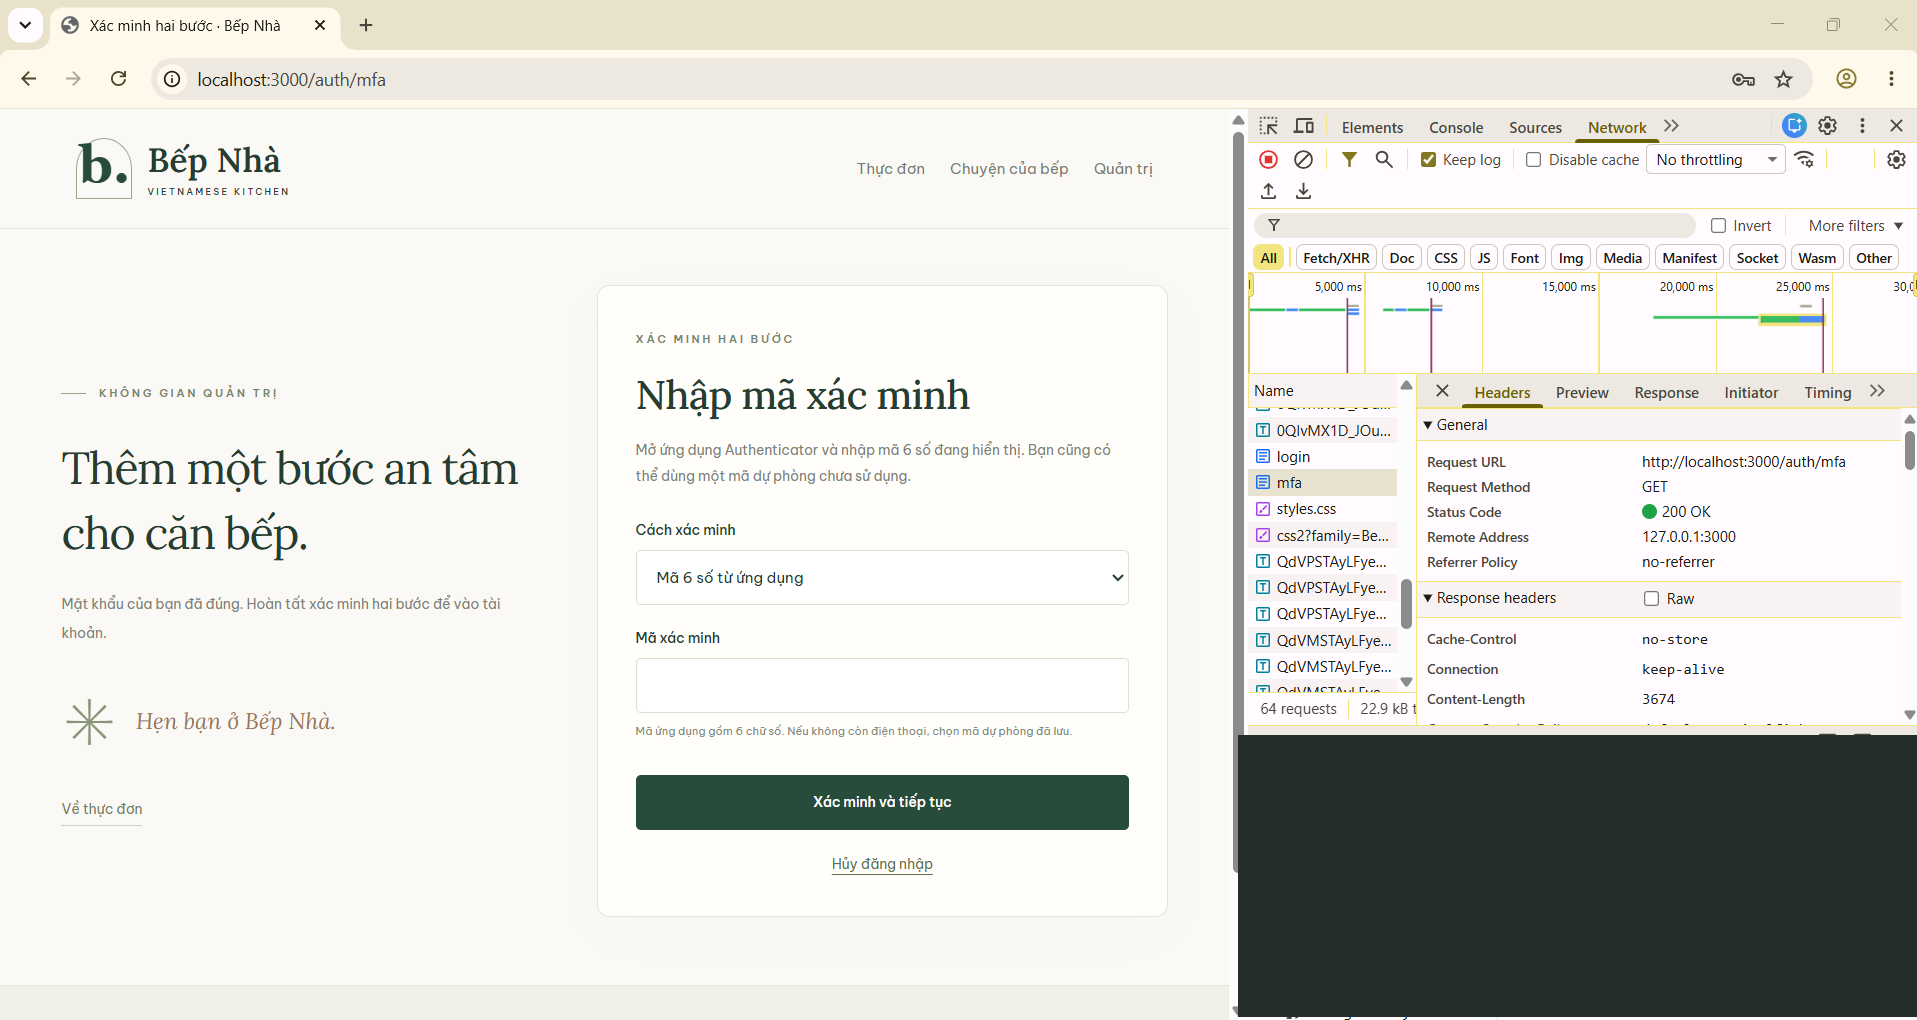 Xác minh hai bước · Bếp Nhà
localhost:3000/auth/mfa
b.
Bếp Nhà
VIETNAMESE KITCHEN
Thực đơn
Chuyện của bếp
Quản trị
KHÔNG GIAN QUẢN TRỊ
Thêm một bước an tâm
cho căn bếp.
Mật khẩu của bạn đã đúng. Hoàn tất xác minh hai bước để vào tài
khoản.
Hẹn bạn ở Bếp Nhà.
Về thực đơn
XÁC MINH HAI BƯỚC
Nhập mã xác minh
Mở ứng dụng Authenticator và nhập mã 6 số đang hiển thị. Bạn cũng có
thể dùng một mã dự phòng chưa sử dụng.
Cách xác minh
Mã 6 số từ ứng dụng
Mã xác minh
Mã ứng dụng gồm 6 chữ số. Nếu không còn điện thoại, chọn mã dự phòng đã lưu.
Xác minh và tiếp tục
Hủy đăng nhập
Elements
Console
Sources
Network
Keep log
Disable cache
No throttling
Invert
More filters
All
Fetch/XHR
Doc
CSS
JS
Font
Img
Media
Manifest
Socket
Wasm
Other
5,000 ms
10,000 ms
15,000 ms
20,000 ms
25,000 ms
Name
0QIvMX1D_JOu...
login
mfa
styles.css
css2?family=Be...
QdVPSTAyLFye...
QdVPSTAyLFye...
QdVPSTAyLFye...
QdVMSTAyLFye...
QdVMSTAyLFye...
64 requests
22.9 kB t
Headers
Preview
Response
Initiator
Timing
General
Request URL
http://localhost:3000/auth/mfa
Request Method
GET
Status Code
200 OK
Remote Address
127.0.0.1:3000
Referrer Policy
no-referrer
Response headers
Raw
Cache-Control
no-store
Connection
keep-alive
Content-Length
3674